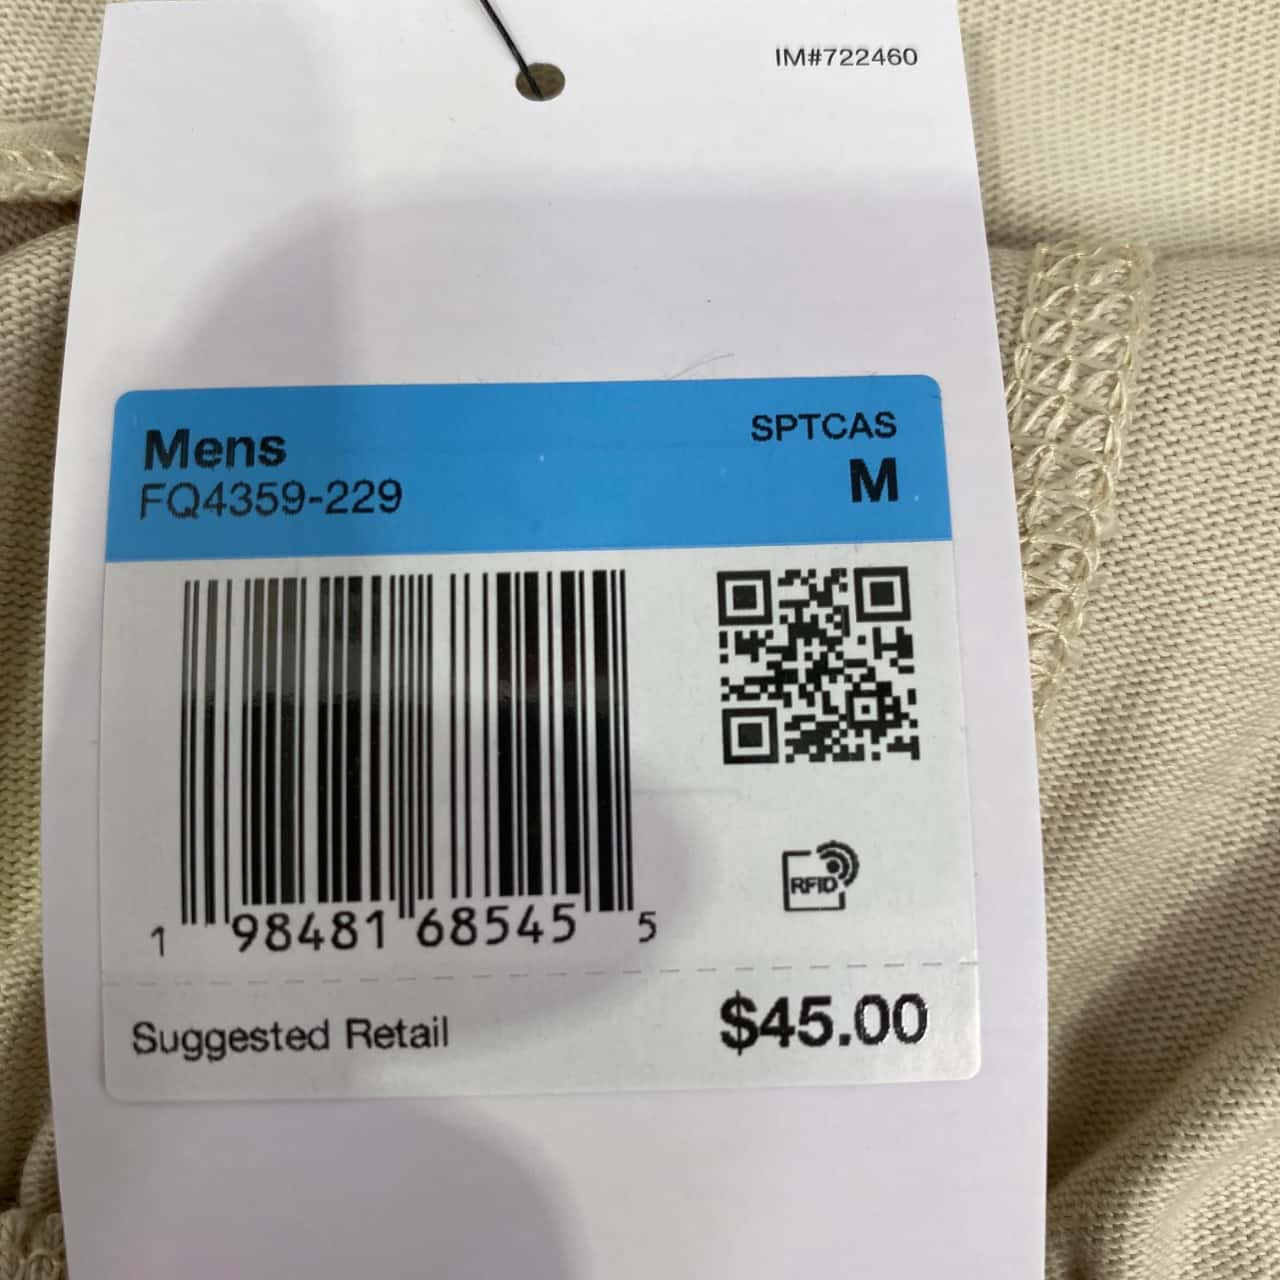 IM#722460
Mens
SPTCAS
FQ4359-229
M
RFID
1 98481 68545 5
Suggested Retail
$45.00